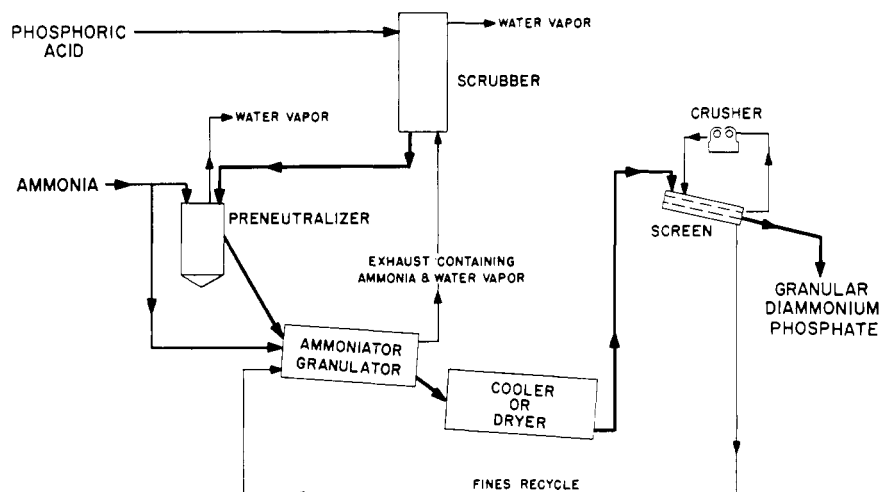 PHOSPHORIC
ACID
WATER VAPOR
SCRUBBER
WATER VAPOR
CRUSHER
AMMONIA
PRENEUTRALIZER
SCREEN
EXHAUST CONTAINING
AMMONIA & WATER VAPOR
GRANULAR
DIAMMONIUM
PHOSPHATE
AMMONIATOR
GRANULATOR
COOLER
OR
DRYER
FINES RECYCLE